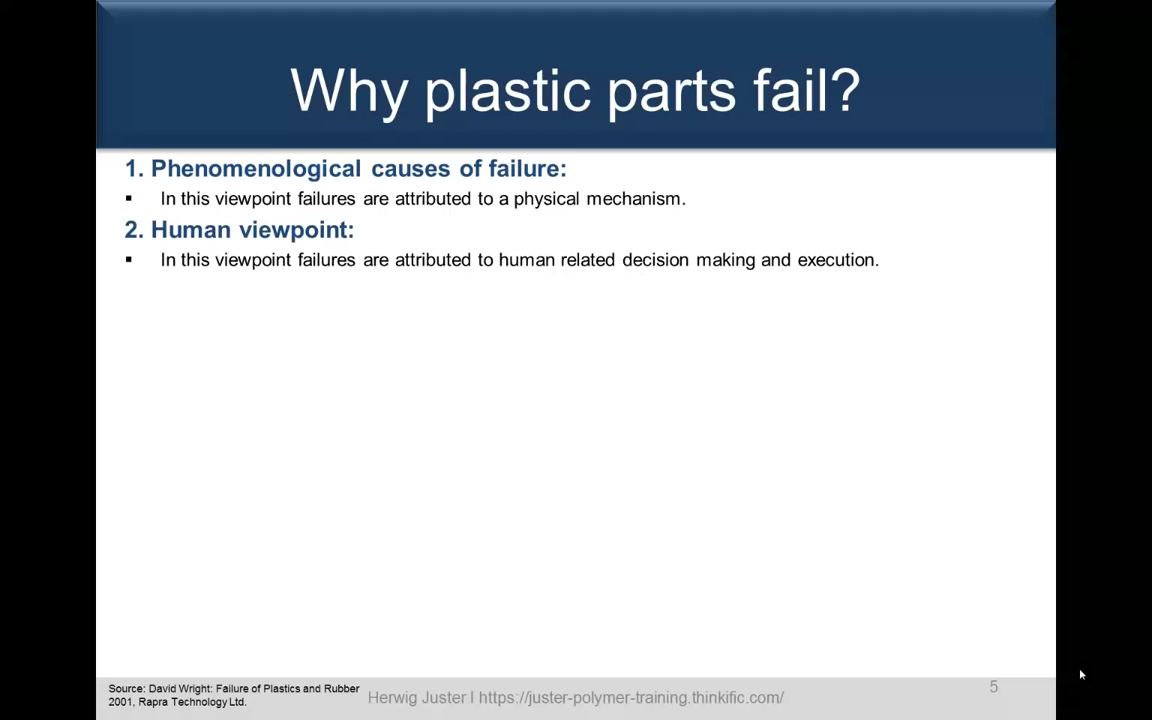 Why plastic parts fail?
1. Phenomenological causes of failure:
▪ In this viewpoint failures are attributed to a physical mechanism.
2. Human viewpoint:
▪ In this viewpoint failures are attributed to human related decision making and execution.
Source: David Wright: Failure of Plastics and Rubber
2001, Rapra Technology Ltd.
Herwig Juster I https://juster-polymer-training.thinkific.com/
5